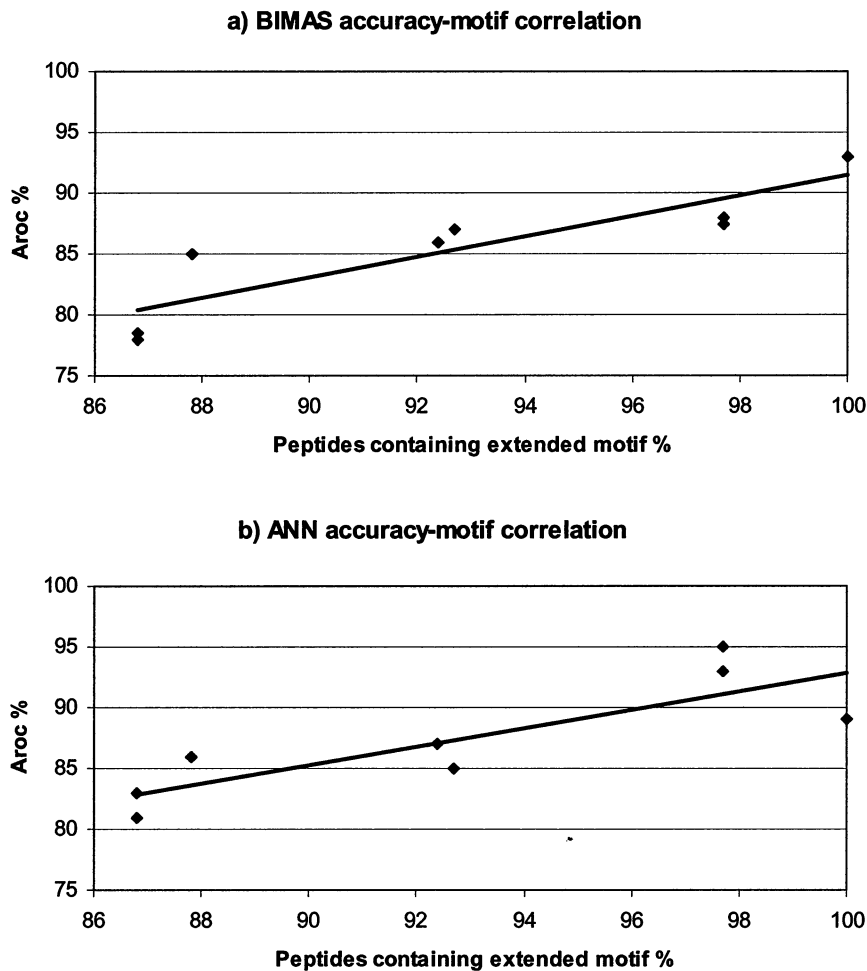 a) BIMAS accuracy-motif correlation
100
95
90
85
80
75
Aroc %
86 88 90 92 94 96 98 100
Peptides containing extended motif %
b) ANN accuracy-motif correlation
100
95
90
85
80
75
Aroc %
86 88 90 92 94 96 98 100
Peptides containing extended motif %